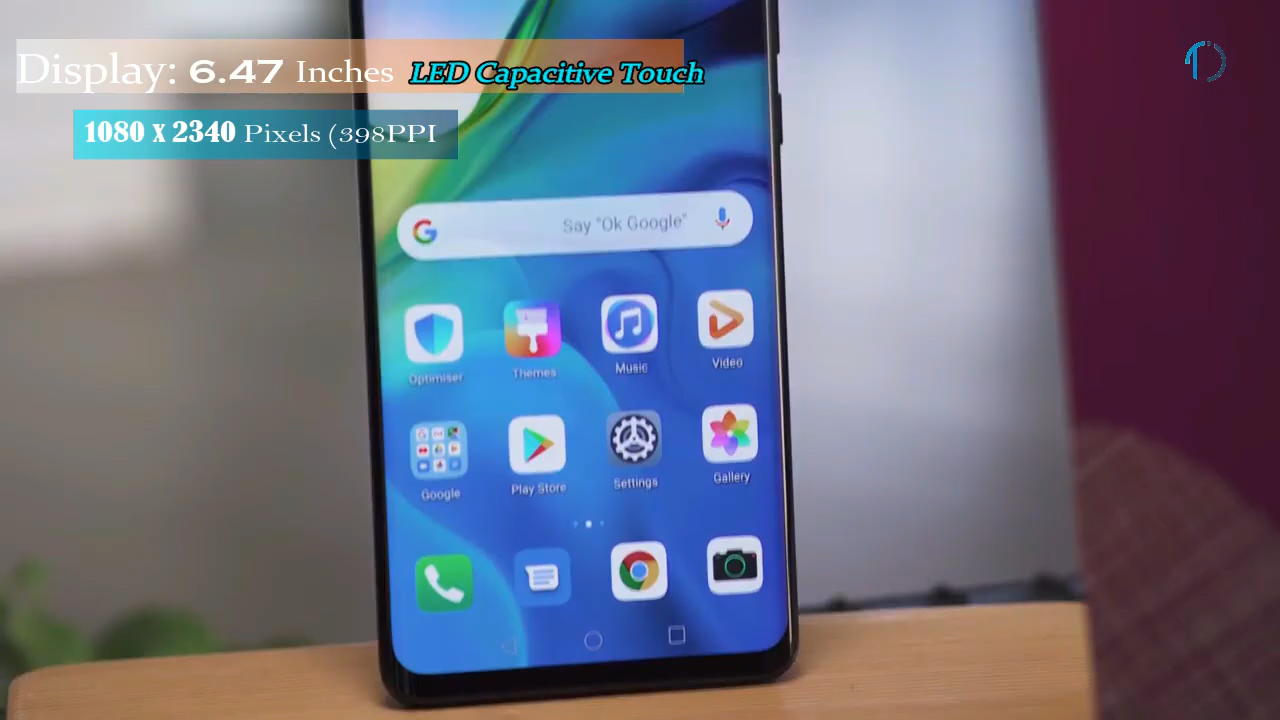 Display: 6.47 Inches LED Capacitive Touch
1080 x 2340 Pixels (398PPI
Say "Ok Google"
Optimiser Themes Music Video
Google Play Store Settings Gallery